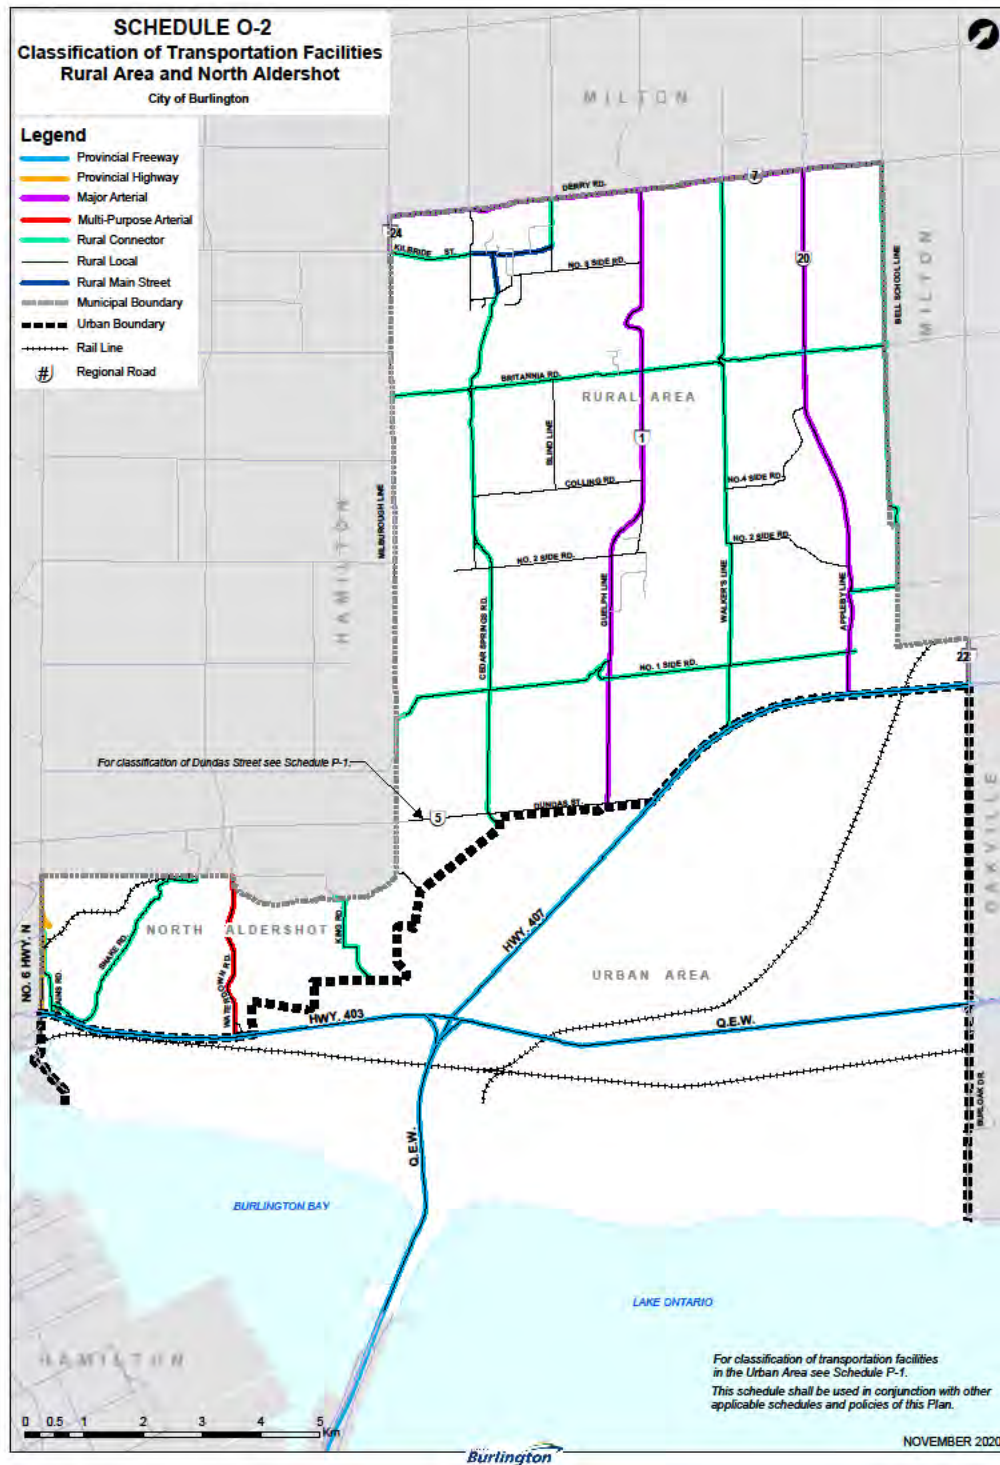 SCHEDULE O-2
Classification of Transportation Facilities
Rural Area and North Aldershot
City of Burlington
Legend
Provincial Freeway
Provincial Highway
Major Arterial
Multi-Purpose Arterial
Rural Connector
Rural Local
Rural Main Street
Municipal Boundary
Urban Boundary
Rail Line
# Regional Road
MILTON
DERRY RD.
7
24
KILBRIDE ST.
NO. 8 SIDE RD.
20
BELL SCHOOL LINE
MILTON
BRITANNIA RD.
RURAL AREA
BLIND LINE
1
COLLING RD.
NO.4 SIDE RD.
MILBOROUGH LINE
HAMILTON
NO. 2 SIDE RD.
NO. 2 SIDE RD.
CEDAR SPRINGS RD.
GUELPH LINE
WALKER'S LINE
APPLEBY LINE
NO. 1 SIDE RD.
22
For classification of Dundas Street see Schedule P-1.
DUNDAS ST.
5
OAKVILLE
HWY. 407
NORTH ALDERSHOT
KING RD.
SNAKE RD.
WATERDOWN RD.
NO. 6 HWY. N
URBAN AREA
HWY. 403
Q.E.W.
BURLOAK DR.
Q.E.W.
BURLINGTON BAY
LAKE ONTARIO
HAMILTON
For classification of transportation facilities
in the Urban Area see Schedule P-1.
This schedule shall be used in conjunction with other
applicable schedules and policies of this Plan.
0 0.5 1 2 3 4 5
Km
NOVEMBER 2020
Burlington